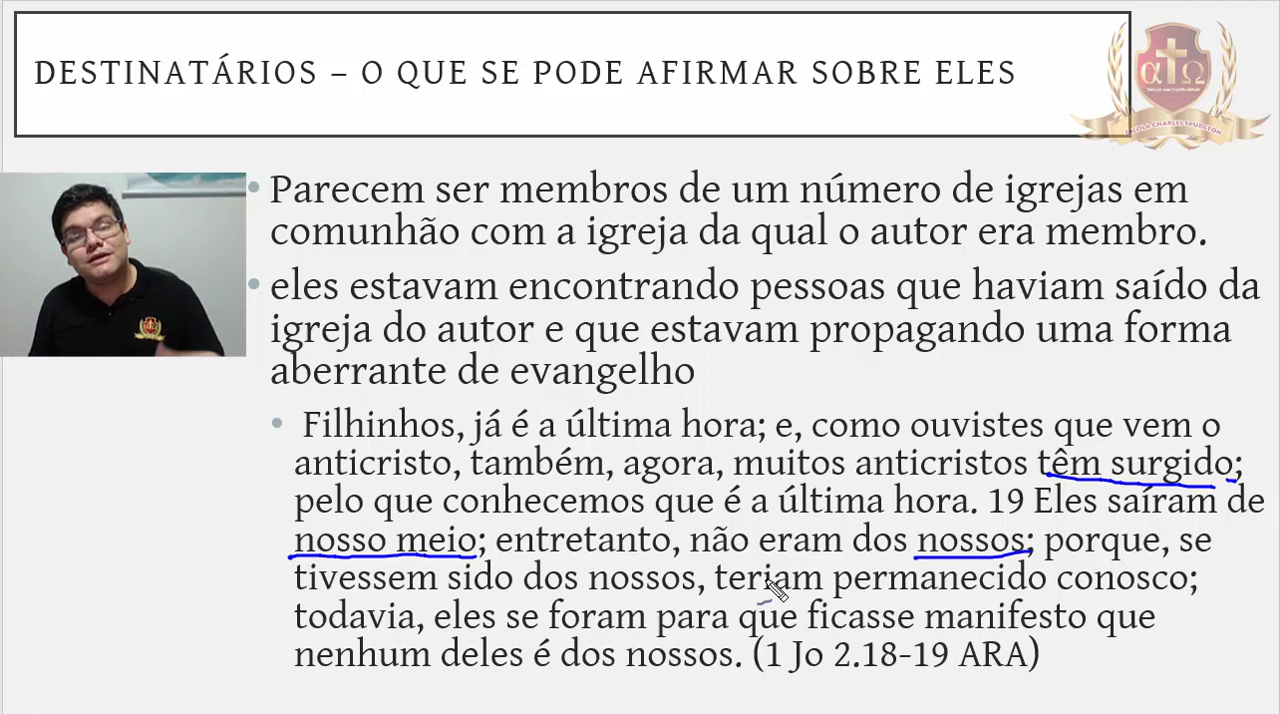 DESTINATÁRIOS – O QUE SE PODE AFIRMAR SOBRE ELES
α Ω
ESCOLA CHARLES SPURGEON
Parecem ser membros de um número de igrejas em
comunhão com a igreja da qual o autor era membro.
eles estavam encontrando pessoas que haviam saído da
igreja do autor e que estavam propagando uma forma
aberrante de evangelho
Filhinhos, já é a última hora; e, como ouvistes que vem o
anticristo, também, agora, muitos anticristos têm surgido;
pelo que conhecemos que é a última hora. 19 Eles saíram de
nosso meio; entretanto, não eram dos nossos; porque, se
tivessem sido dos nossos, teriam permanecido conosco;
todavia, eles se foram para que ficasse manifesto que
nenhum deles é dos nossos. (1 Jo 2.18-19 ARA)